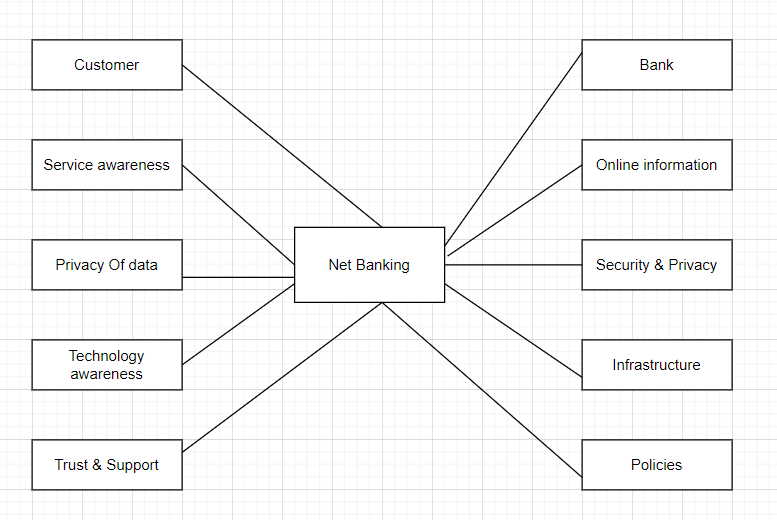 Customer
Bank
Service awareness
Online information
Privacy Of data
Net Banking
Security & Privacy
Technology
awareness
Infrastructure
Trust & Support
Policies